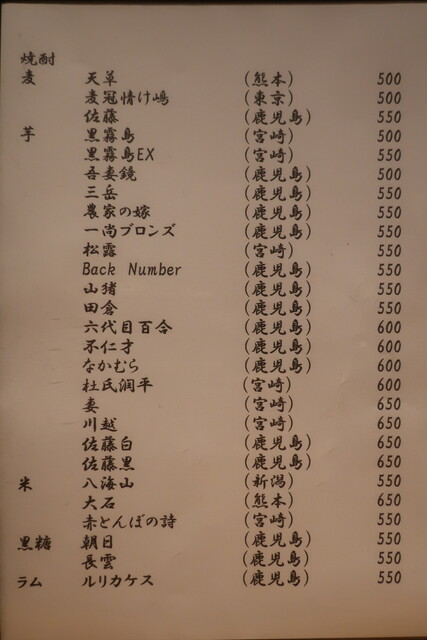 焼酎
麦 天草 (熊本) 500
麦冠情け嶋 (東京) 500
佐藤 (鹿児島) 550
芋 黒霧島 (宮崎) 500
黒霧島EX (宮崎) 550
吾妻鏡 (鹿児島) 500
三岳 (鹿児島) 550
農家の嫁 (鹿児島) 550
一尚ブロンズ (鹿児島) 550
松露 (宮崎) 550
Back Number (鹿児島) 550
山猪 (鹿児島) 550
田倉 (鹿児島) 550
六代目百合 (鹿児島) 600
不仁才 (鹿児島) 600
なかむら (鹿児島) 600
杜氏潤平 (宮崎) 600
妻 (宮崎) 650
川越 (宮崎) 650
佐藤白 (鹿児島) 650
佐藤黒 (鹿児島) 650
米 八海山 (新潟) 550
大石 (熊本) 650
赤とんぼの詩 (宮崎) 550
黒糖 朝日 (鹿児島) 550
長雲 (鹿児島) 550
ラム ルリカケス (鹿児島) 550